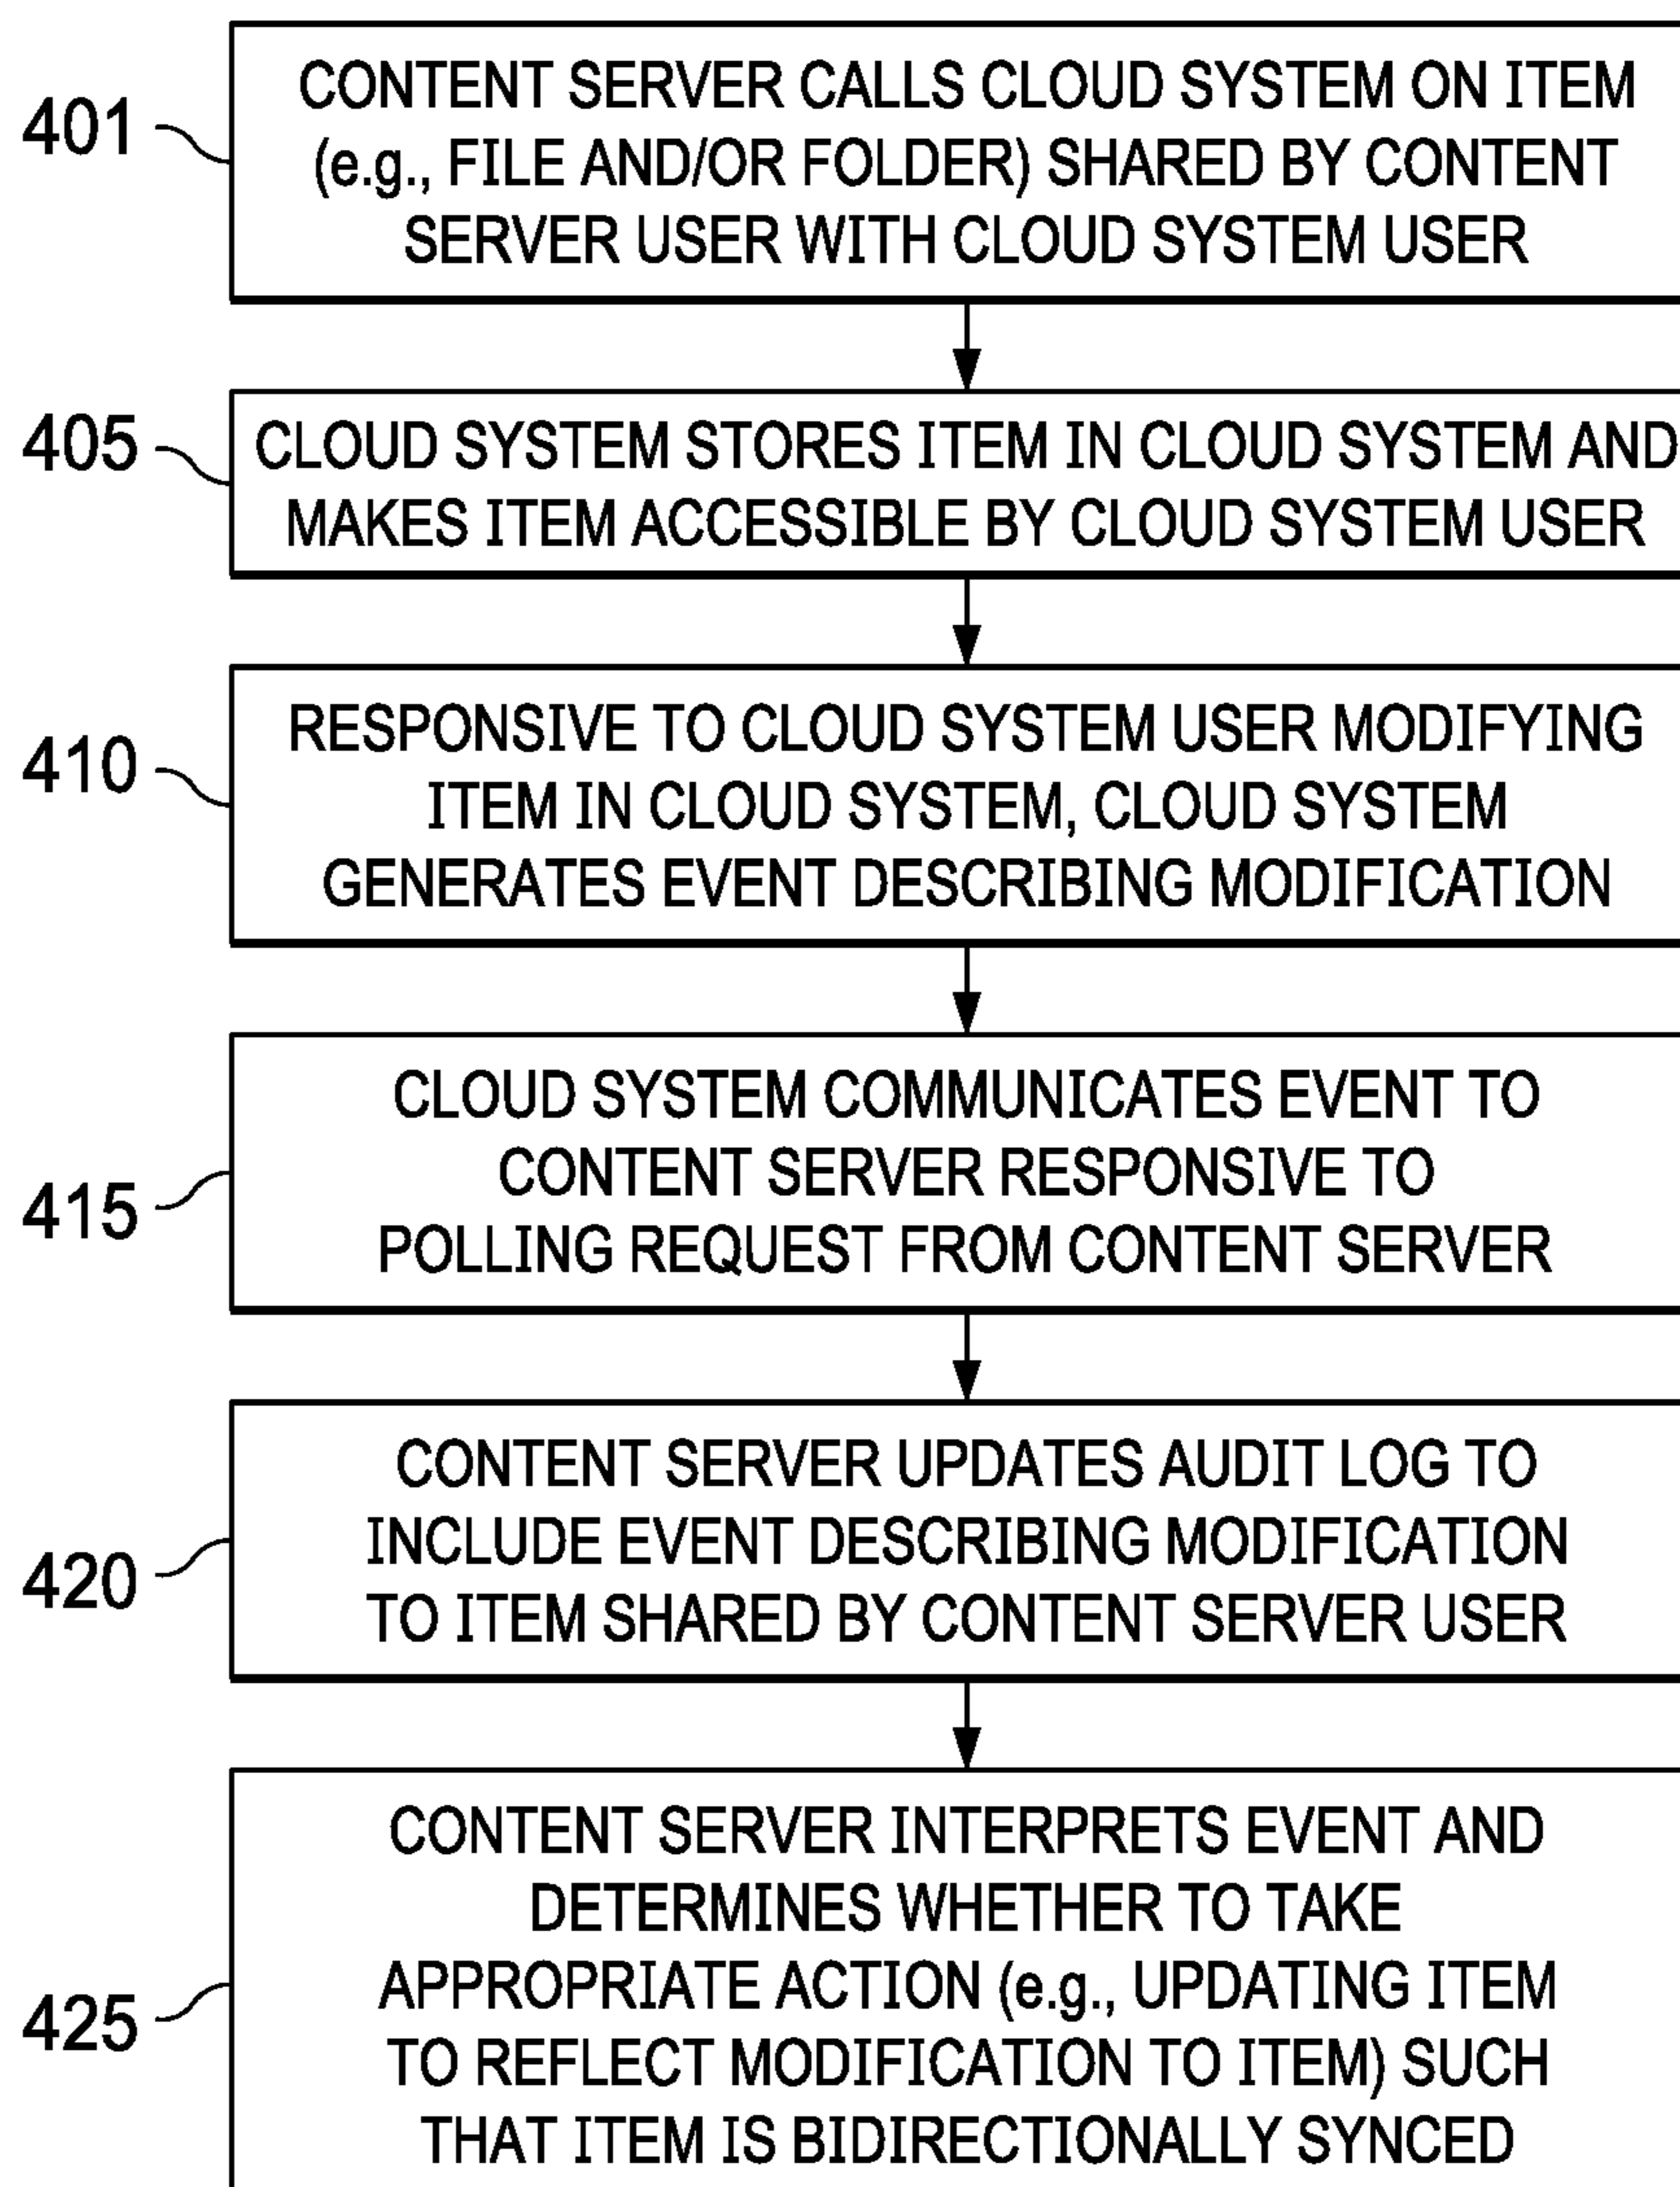 401
CONTENT SERVER CALLS CLOUD SYSTEM ON ITEM
(e.g., FILE AND/OR FOLDER) SHARED BY CONTENT
SERVER USER WITH CLOUD SYSTEM USER
405
CLOUD SYSTEM STORES ITEM IN CLOUD SYSTEM AND
MAKES ITEM ACCESSIBLE BY CLOUD SYSTEM USER
410
RESPONSIVE TO CLOUD SYSTEM USER MODIFYING
ITEM IN CLOUD SYSTEM, CLOUD SYSTEM
GENERATES EVENT DESCRIBING MODIFICATION
415
CLOUD SYSTEM COMMUNICATES EVENT TO
CONTENT SERVER RESPONSIVE TO
POLLING REQUEST FROM CONTENT SERVER
420
CONTENT SERVER UPDATES AUDIT LOG TO
INCLUDE EVENT DESCRIBING MODIFICATION
TO ITEM SHARED BY CONTENT SERVER USER
425
CONTENT SERVER INTERPRETS EVENT AND
DETERMINES WHETHER TO TAKE
APPROPRIATE ACTION (e.g., UPDATING ITEM
TO REFLECT MODIFICATION TO ITEM) SUCH
THAT ITEM IS BIDIRECTIONALLY SYNCED